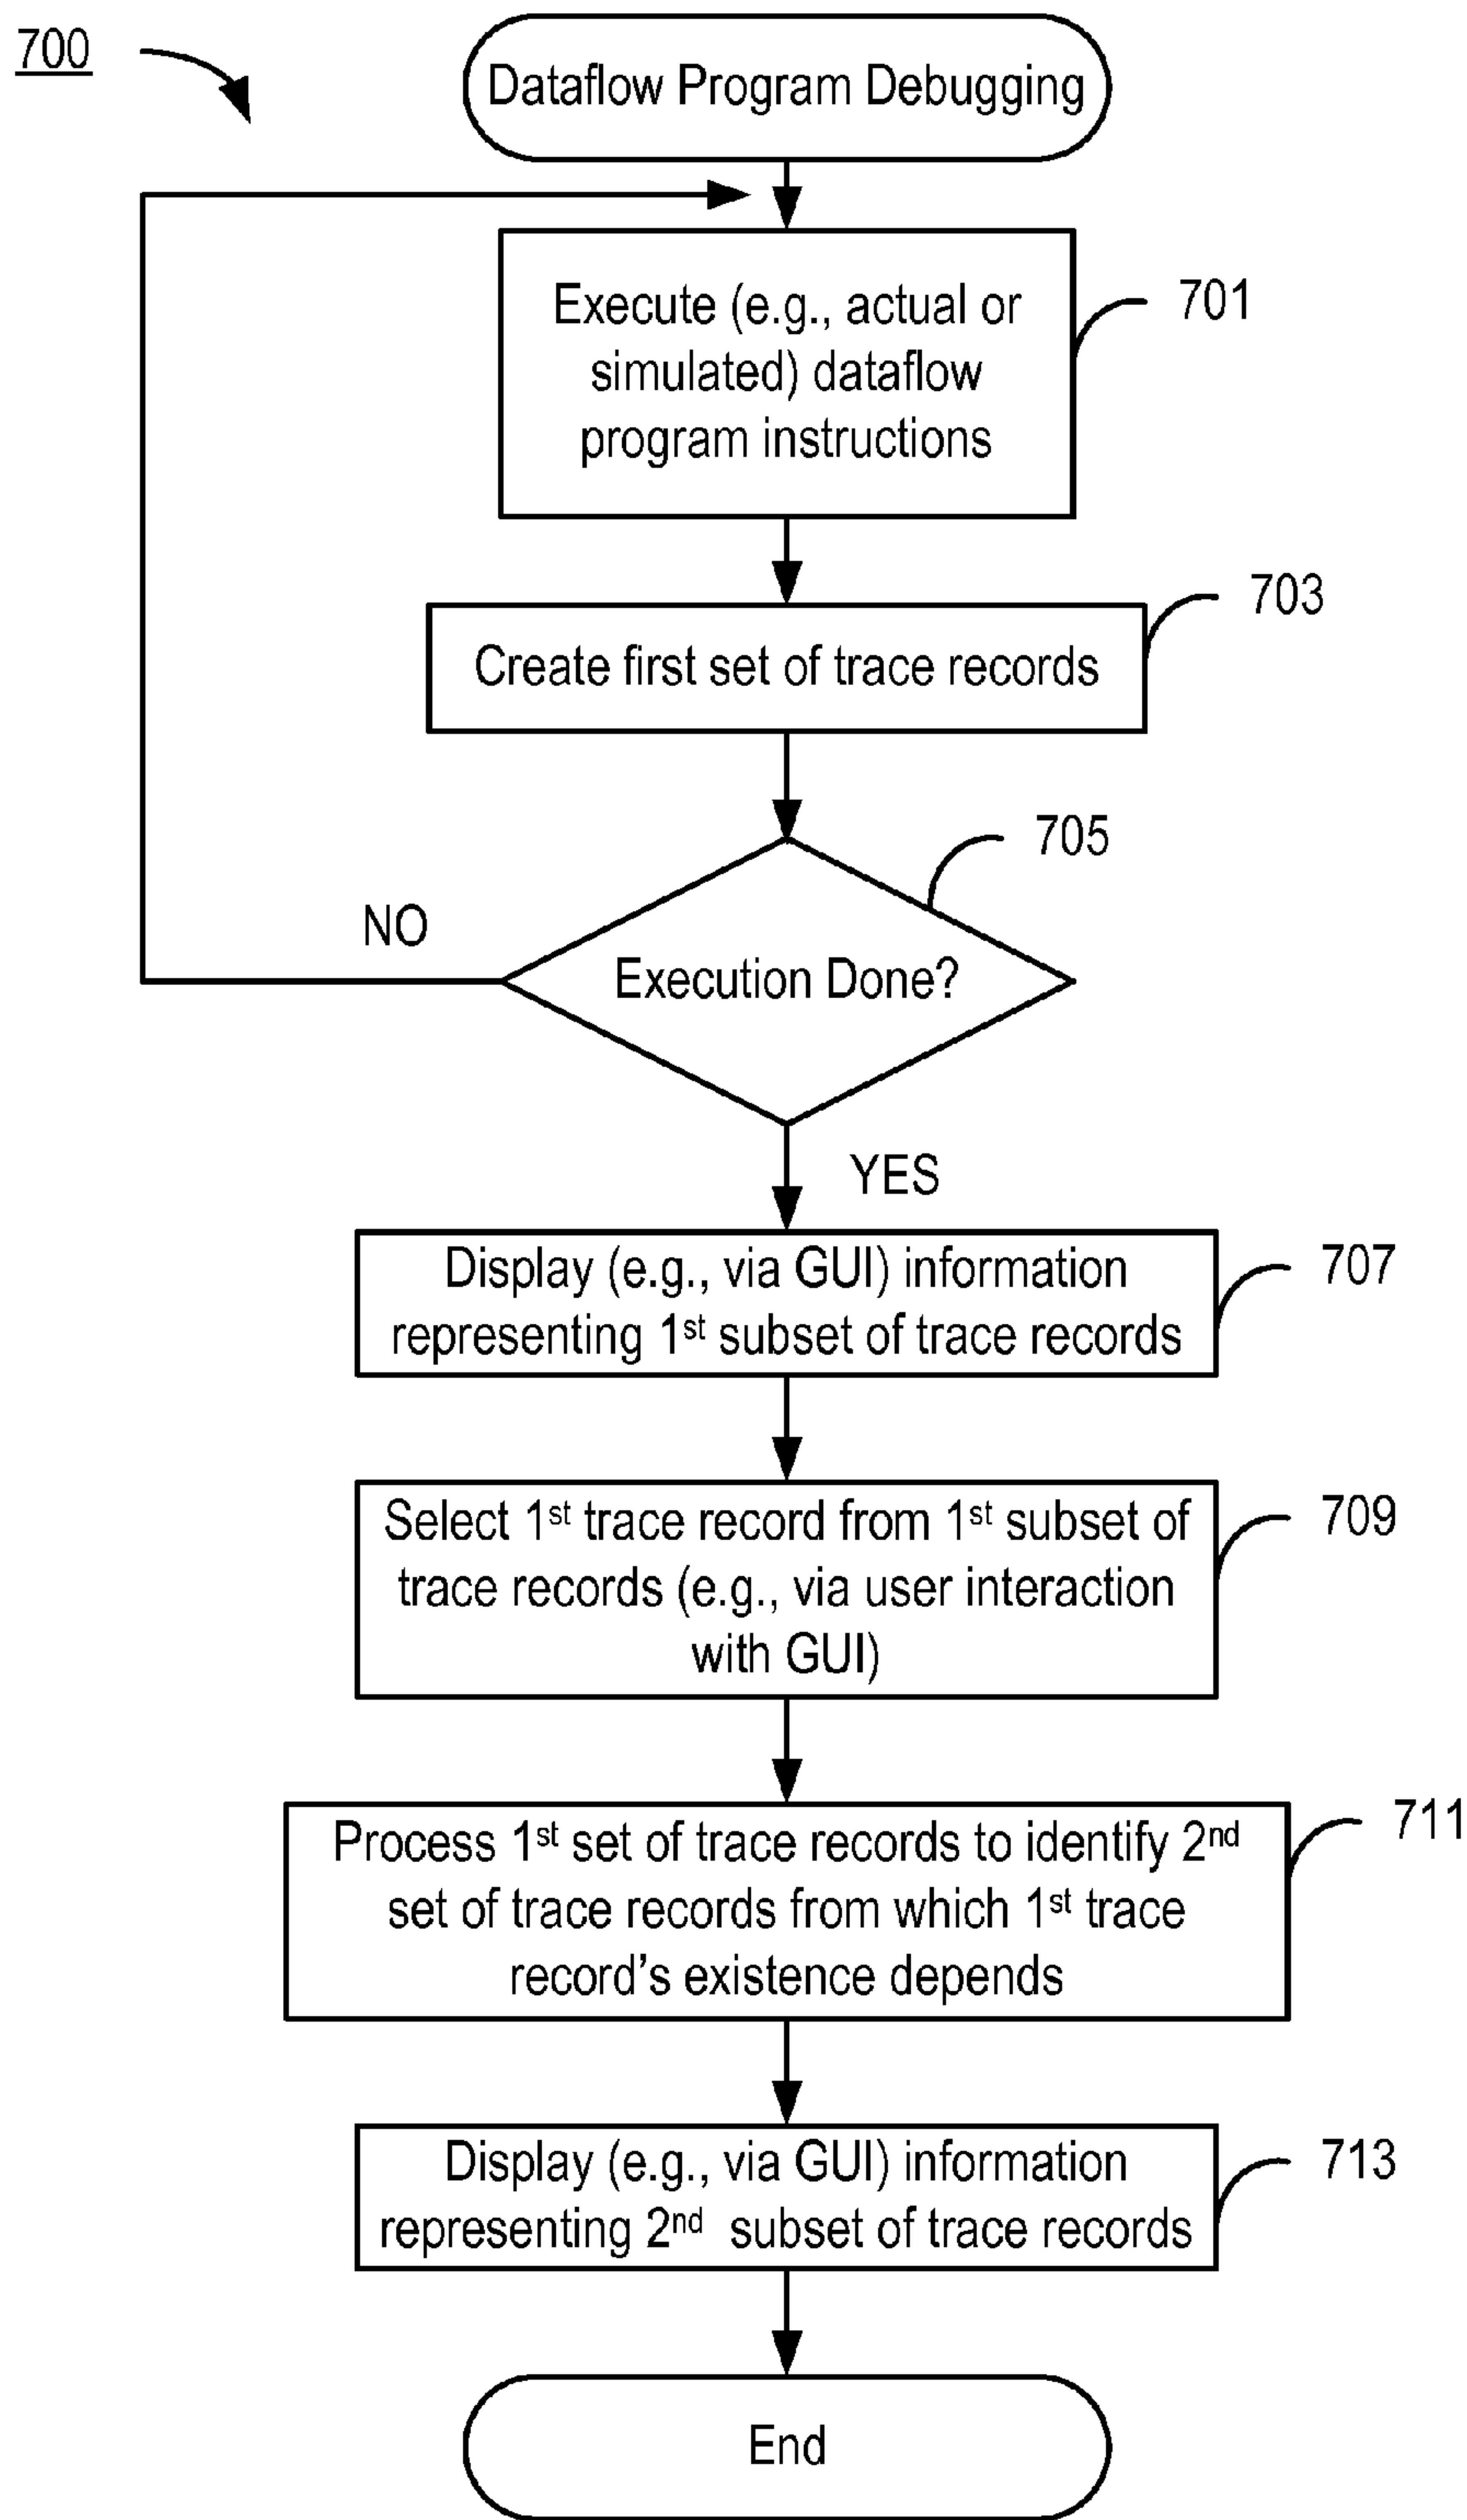 700
Dataflow Program Debugging
Execute (e.g., actual or
simulated) dataflow
program instructions
701
Create first set of trace records
703
Execution Done?
705
NO
YES
Display (e.g., via GUI) information
representing 1st subset of trace records
707
Select 1st trace record from 1st subset of
trace records (e.g., via user interaction
with GUI)
709
Process 1st set of trace records to identify 2nd
set of trace records from which 1st trace
record’s existence depends
711
Display (e.g., via GUI) information
representing 2nd subset of trace records
713
End